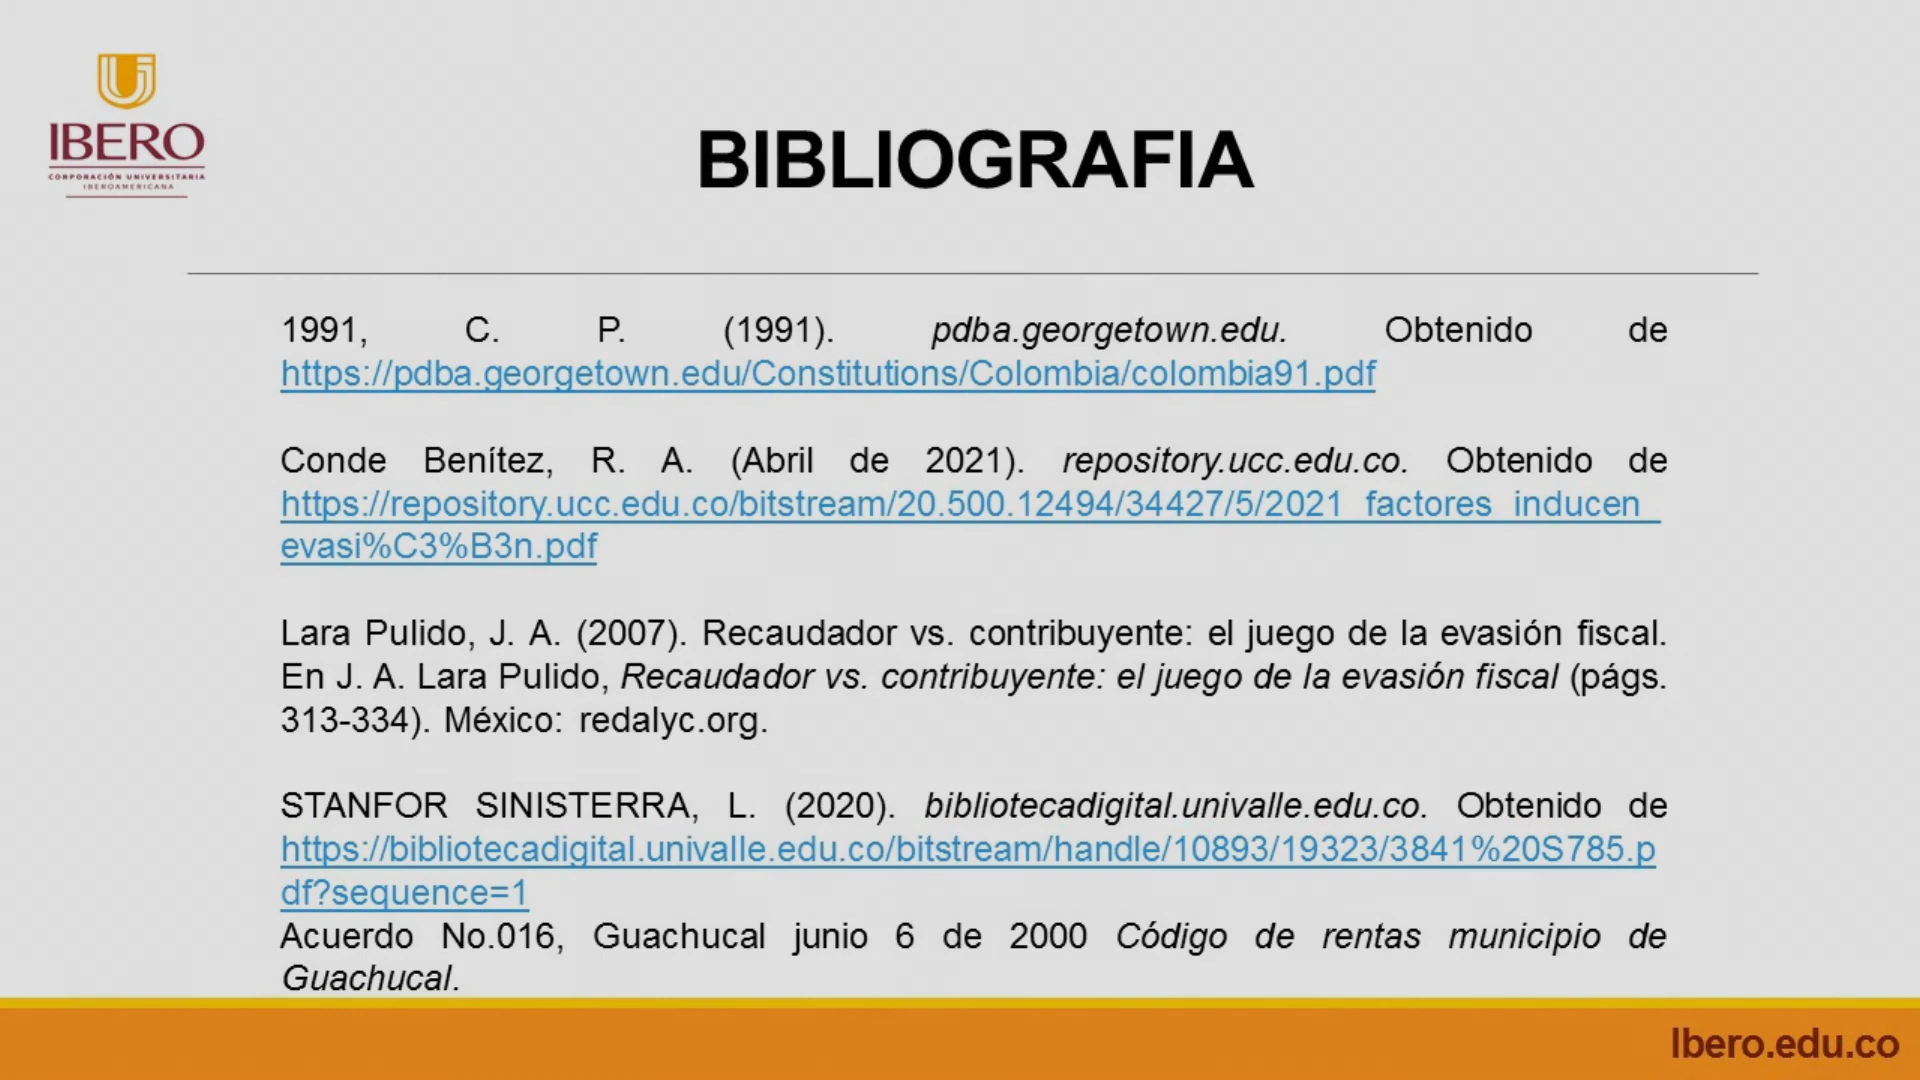 IBERO
CORPORACIÓN UNIVERSITARIA
IBEROAMERICANA
BIBLIOGRAFIA
1991, C. P. (1991). pdba.georgetown.edu. Obtenido de
https://pdba.georgetown.edu/Constitutions/Colombia/colombia91.pdf
Conde Benítez, R. A. (Abril de 2021). repository.ucc.edu.co. Obtenido de
https://repository.ucc.edu.co/bitstream/20.500.12494/34427/5/2021_factores_inducen_
evasi%C3%B3n.pdf
Lara Pulido, J. A. (2007). Recaudador vs. contribuyente: el juego de la evasión fiscal.
En J. A. Lara Pulido, Recaudador vs. contribuyente: el juego de la evasión fiscal (págs.
313-334). México: redalyc.org.
STANFOR SINISTERRA, L. (2020). bibliotecadigital.univalle.edu.co. Obtenido de
https://bibliotecadigital.univalle.edu.co/bitstream/handle/10893/19323/3841%20S785.p
df?sequence=1
Acuerdo No.016, Guachucal junio 6 de 2000 Código de rentas municipio de
Guachucal.
Ibero.edu.co